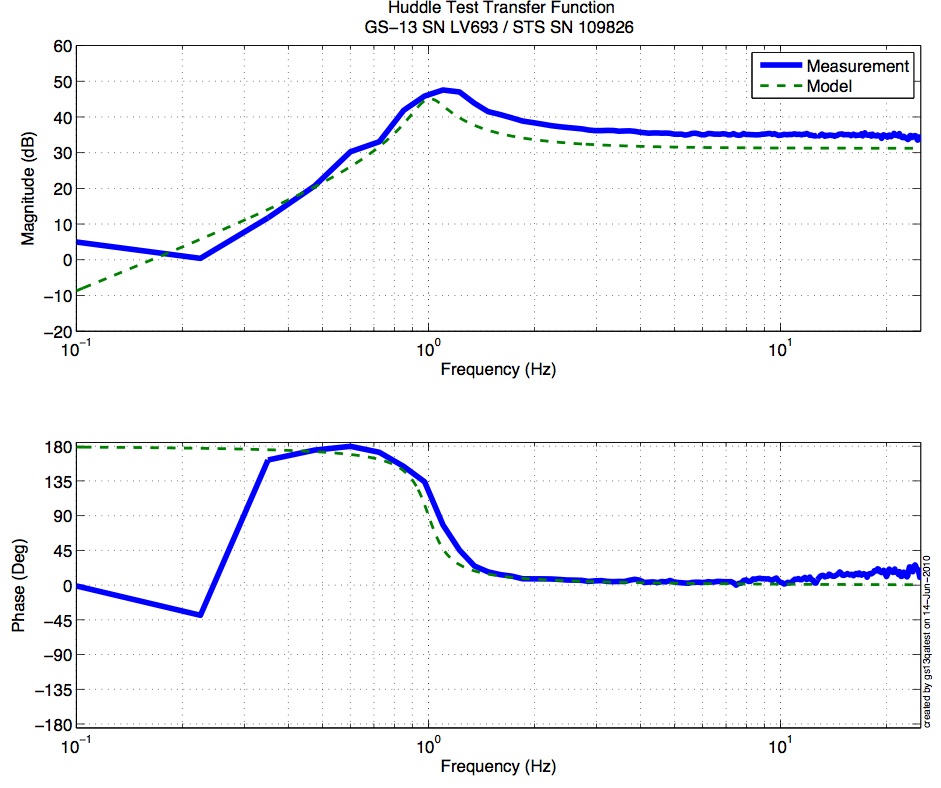 Huddle Test Transfer Function
GS−13 SN LV693 / STS SN 109826
Measurement
Model
Magnitude (dB)
60
50
40
30
20
10
0
−10
−20
10^−1
10^0
10^1
Frequency (Hz)
Phase (Deg)
180
135
90
45
0
−45
−90
−135
−180
10^−1
10^0
10^1
Frequency (Hz)
created by gs13qatest on 14−Jun−2010